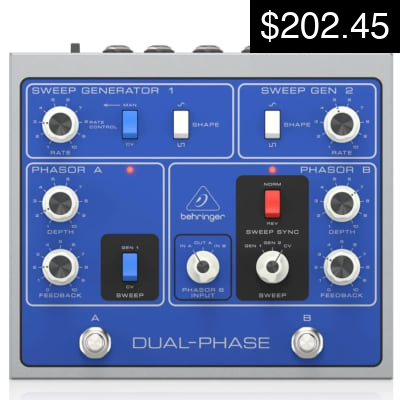 $202.45
SWEEP GENERATOR 1
SWEEP GEN 2
MAN
RATE CONTROL
CV
SHAPE
SHAPE
RATE
RATE
PHASOR A
PHASOR B
behringer
NORM
REV
SWEEP SYNC
DEPTH
DEPTH
GEN 1
CV
SWEEP
IN A
OUT A
IN B
PHASOR B
INPUT
GEN 1
GEN 2
CV
SWEEP
FEEDBACK
FEEDBACK
A
B
DUAL-PHASE